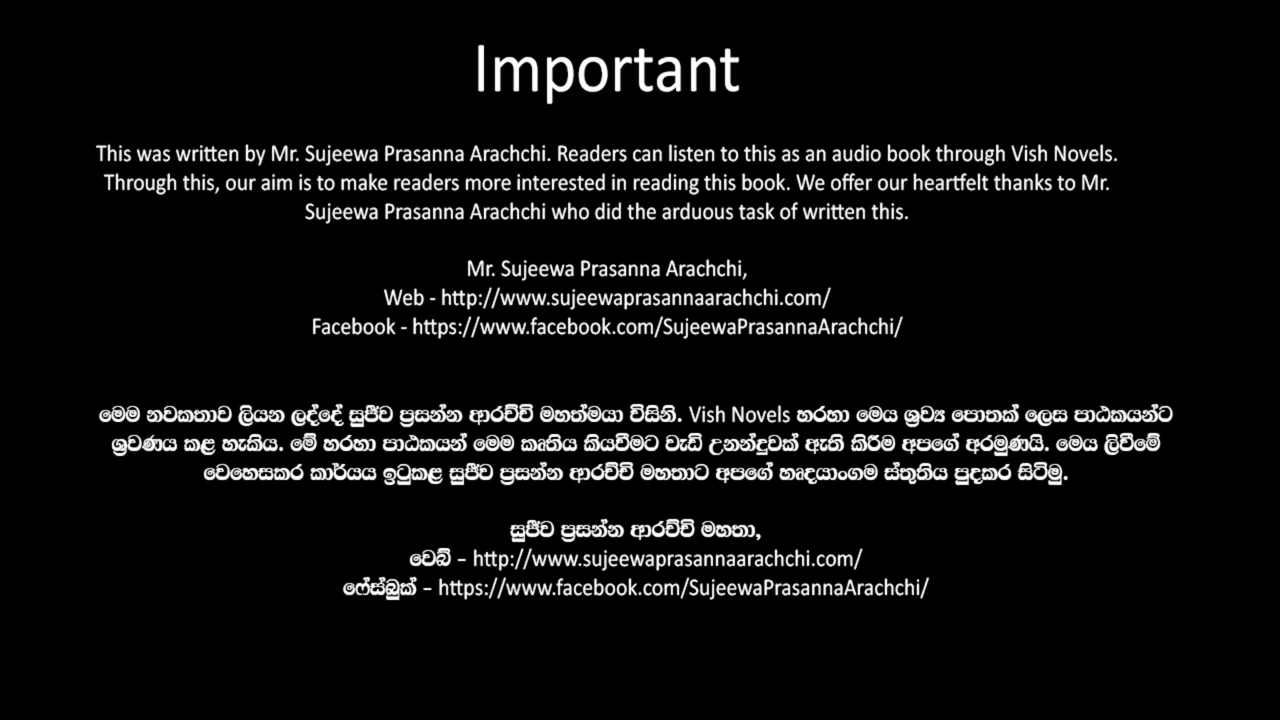 Important
This was written by Mr. Sujeewa Prasanna Arachchi. Readers can listen to this as an audio book through Vish Novels.
Through this, our aim is to make readers more interested in reading this book. We offer our heartfelt thanks to Mr.
Sujeewa Prasanna Arachchi who did the arduous task of written this.
Mr. Sujeewa Prasanna Arachchi,
Web - http://www.sujeewaprasannaarachchi.com/
Facebook - https://www.facebook.com/SujeewaPrasannaArachchi/
මෙම නවකතාව ලියන ලද්දේ සුජීව ප්‍රසන්න ආරච්චි මහත්මයා විසිනි. Vish Novels හරහා මෙය ශ්‍රව්‍ය පොතක් ලෙස පාඨකයන්ට
ශ්‍රවණය කළ හැකිය. මේ හරහා පාඨකයන් මෙම කෘතිය කියවීමට වැඩි උනන්දුවක් ඇති කිරීම අපගේ අරමුණයි. මෙය ලිවීමේ
වෙහෙසකර කාර්යය ඉටුකළ සුජීව ප්‍රසන්න ආරච්චි මහතාට අපගේ හෘදයාංගම ස්තුතිය පුදකර සිටිමු.
සුජීව ප්‍රසන්න ආරච්චි මහතා,
වෙබ් – http://www.sujeewaprasannaarachchi.com/
ෆේස්බුක් – https://www.facebook.com/SujeewaPrasannaArachchi/